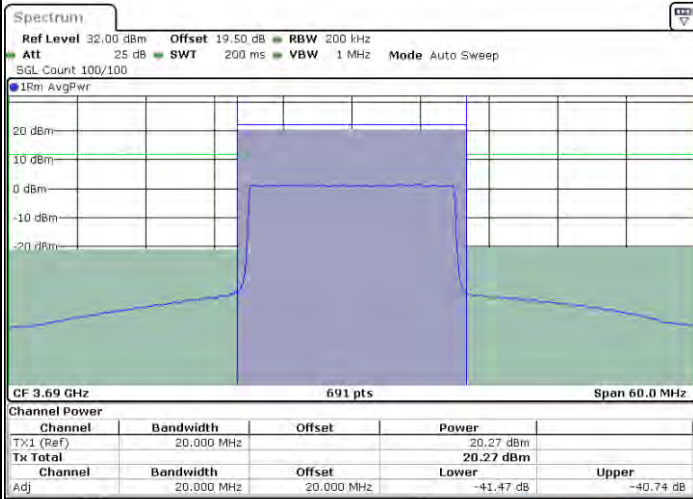 Spectrum
Ref Level 32.00 dBm Offset 19.50 dB RBW 200 kHz
Att 25 dB SWT 200 ms VBW 1 MHz Mode Auto Sweep
SGL Count 100/100
1Rm AvgPwr
20 dBm
10 dBm
0 dBm
-10 dBm
-20 dBm
CF 3.69 GHz 691 pts Span 60.0 MHz
Channel Power
Channel Bandwidth Offset Power
TX1 (Ref) 20.000 MHz 20.27 dBm
Tx Total 20.27 dBm
Channel Bandwidth Offset Lower Upper
Adj 20.000 MHz 20.000 MHz -41.47 dB -40.74 dB